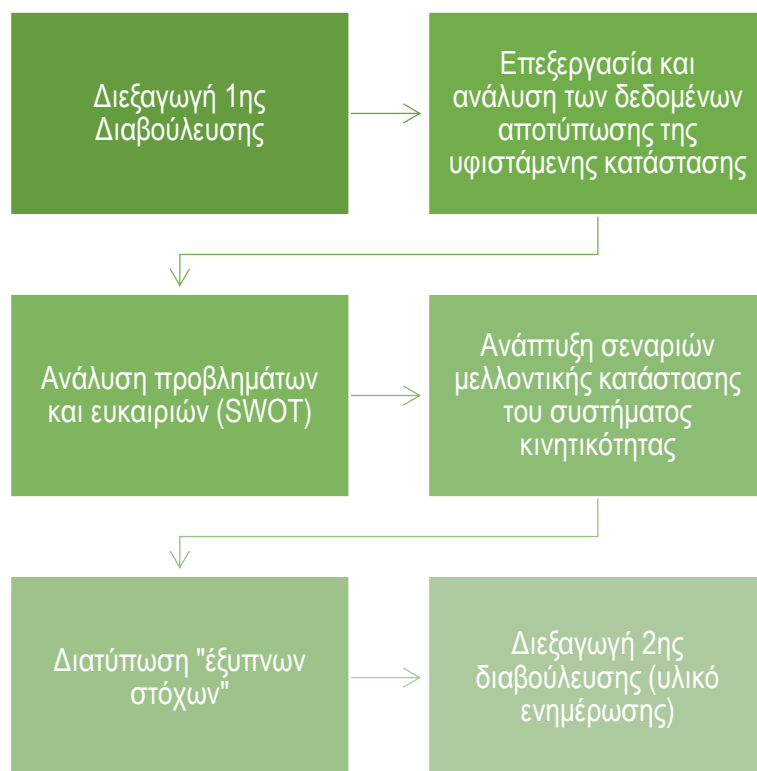 Διεξαγωγή 1ης
Διαβούλευσης
Επεξεργασία και
ανάλυση των δεδομένων
αποτύπωσης της
υφιστάμενης κατάστασης
Ανάλυση προβλημάτων
και ευκαιριών (SWOT)
Ανάπτυξη σεναριών
μελλοντικής κατάστασης
του συστήματος
κινητικότητας
Διατύπωση "έξυπνων
στόχων"
Διεξαγωγή 2ης
διαβούλευσης (υλικό
ενημέρωσης)